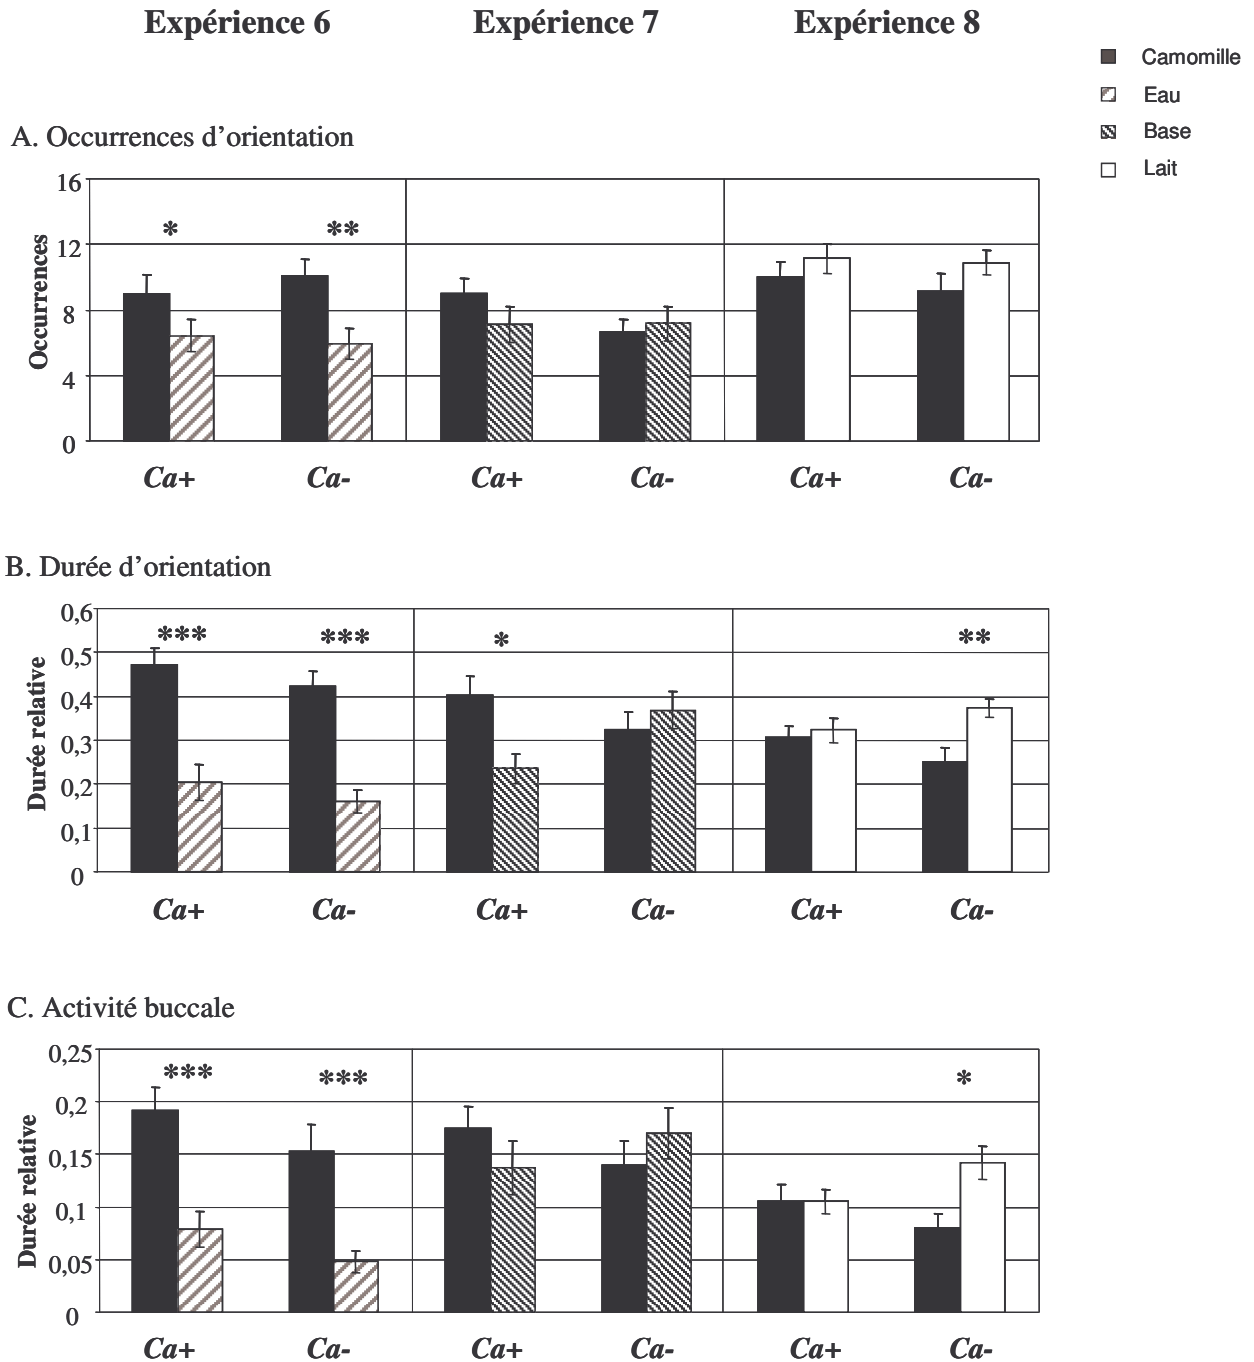 Expérience 6 Expérience 7 Expérience 8
Camomille
Eau
Base
Lait
A. Occurrences d'orientation
Occurrences
16
12
8
4
0
* **
Ca+ Ca- Ca+ Ca- Ca+ Ca-
B. Durée d'orientation
Durée relative
0,6
0,5
0,4
0,3
0,2
0,1
0
*** *** * **
Ca+ Ca- Ca+ Ca- Ca+ Ca-
C. Activité buccale
Durée relative
0,25
0,2
0,15
0,1
0,05
0
*** *** *
Ca+ Ca- Ca+ Ca- Ca+ Ca-